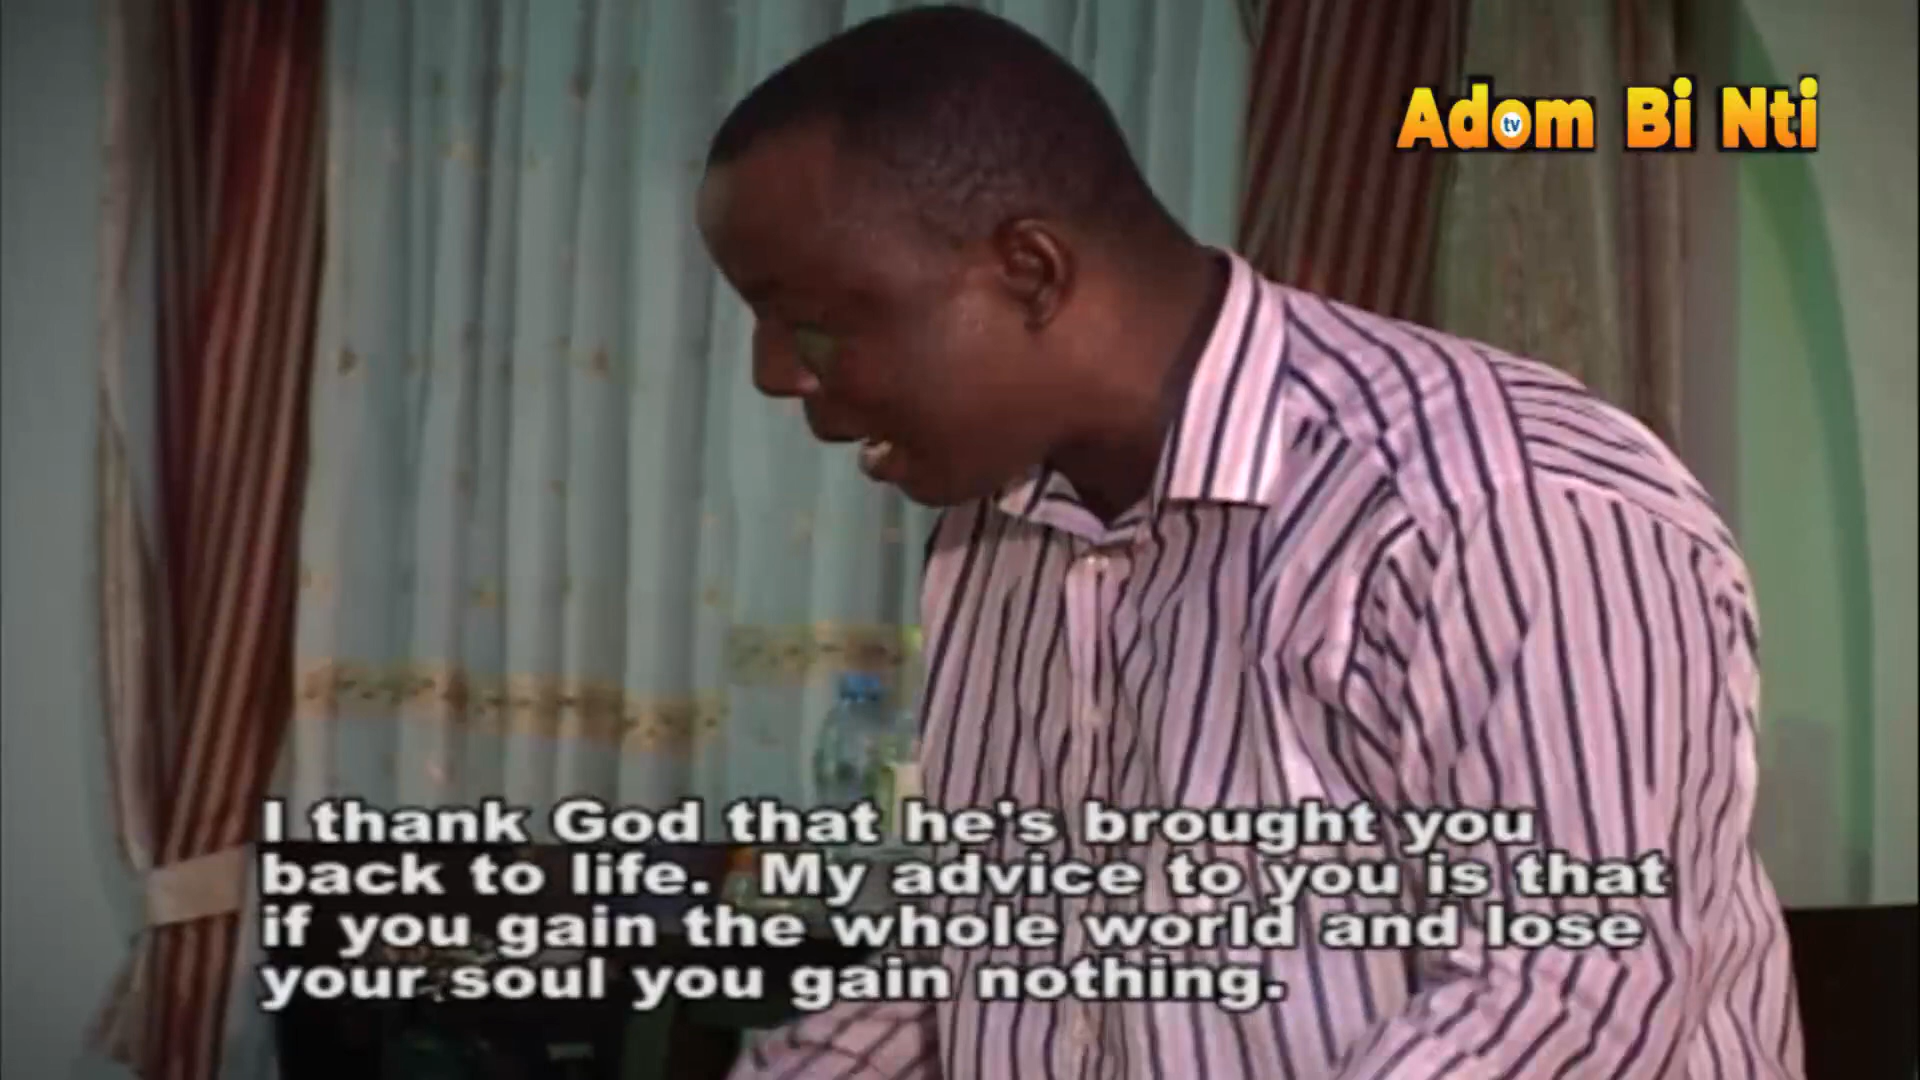 Adom Bi Nti
tv
I thank God that he's brought you
back to life. My advice to you is that
if you gain the whole world and lose
your soul you gain nothing.